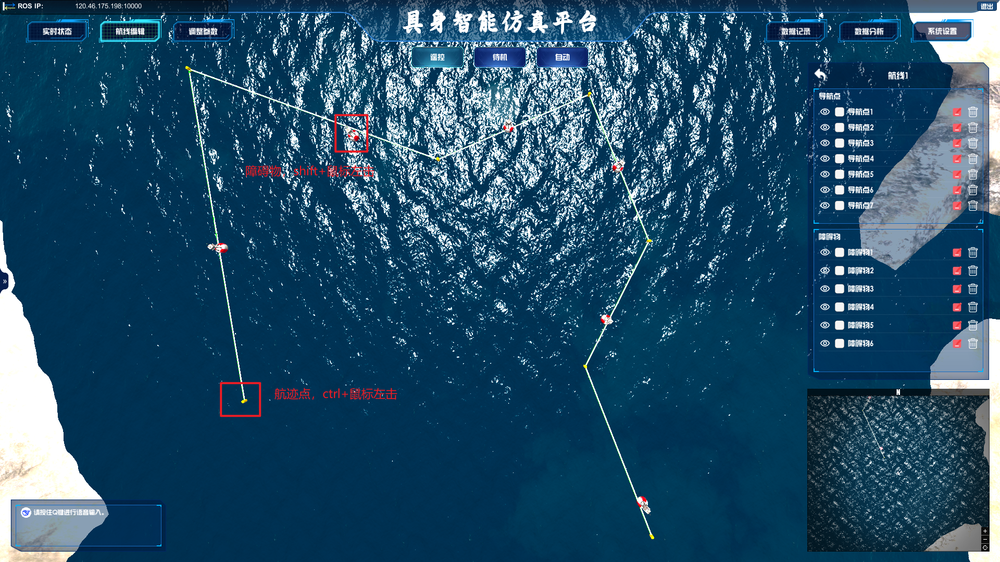 ROS IP: 120.46.175.198:10000
退出
具身智能仿真平台
实时状态
航线编辑
调整参数
数据记录
数据分析
系统设置
遥控
待机
自动
航线1
导航点
导航点1
导航点2
导航点3
导航点4
导航点5
导航点6
导航点7
障碍物，shift+鼠标左击
障碍物
障碍物1
障碍物2
障碍物3
障碍物4
障碍物5
障碍物6
»
航迹点，ctrl+鼠标左击
N
请按住Q键进行语音输入。
+
−